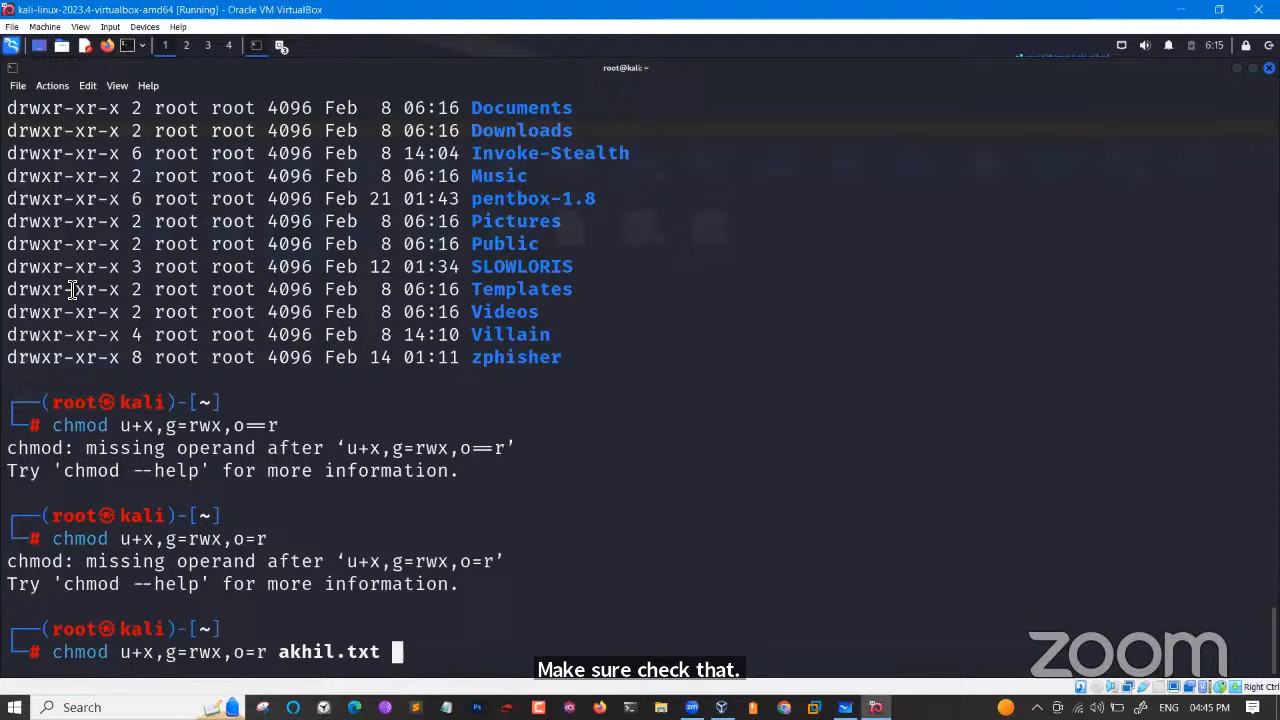 kali-linux-2023.4-virtualbox-amd64 [Running] - Oracle VM VirtualBox
File Machine View Input Devices Help
1 2 3 4 6:15
root@kali: ~
File Actions Edit View Help
drwxr-xr-x 2 root root 4096 Feb 8 06:16 Documents
drwxr-xr-x 2 root root 4096 Feb 8 06:16 Downloads
drwxr-xr-x 6 root root 4096 Feb 8 14:04 Invoke-Stealth
drwxr-xr-x 2 root root 4096 Feb 8 06:16 Music
drwxr-xr-x 6 root root 4096 Feb 21 01:43 pentbox-1.8
drwxr-xr-x 2 root root 4096 Feb 8 06:16 Pictures
drwxr-xr-x 2 root root 4096 Feb 8 06:16 Public
drwxr-xr-x 3 root root 4096 Feb 12 01:34 SLOWLORIS
drwxr-xr-x 2 root root 4096 Feb 8 06:16 Templates
drwxr-xr-x 2 root root 4096 Feb 8 06:16 Videos
drwxr-xr-x 4 root root 4096 Feb 8 14:10 Villain
drwxr-xr-x 8 root root 4096 Feb 14 01:11 zphisher
┌──(root㉿kali)-[~]
└─# chmod u+x,g=rwx,o==r
chmod: missing operand after ‘u+x,g=rwx,o==r’
Try 'chmod --help' for more information.
┌──(root㉿kali)-[~]
└─# chmod u+x,g=rwx,o=r
chmod: missing operand after ‘u+x,g=rwx,o=r’
Try 'chmod --help' for more information.
┌──(root㉿kali)-[~]
└─# chmod u+x,g=rwx,o=r akhil.txt
zoom
Make sure check that.
Right Ctrl
Search ENG 04:45 PM